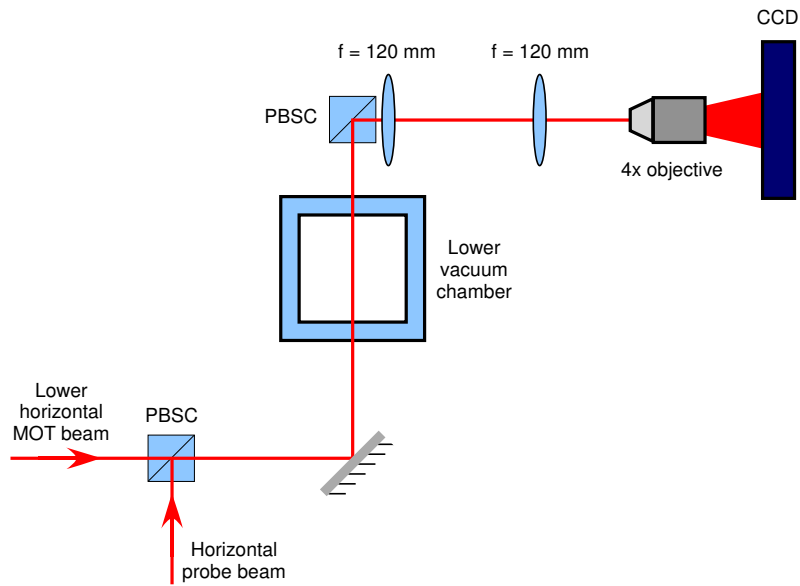 CCD
f = 120 mm
f = 120 mm
PBSC
4x objective
Lower
vacuum
chamber
Lower
horizontal
MOT beam
PBSC
Horizontal
probe beam